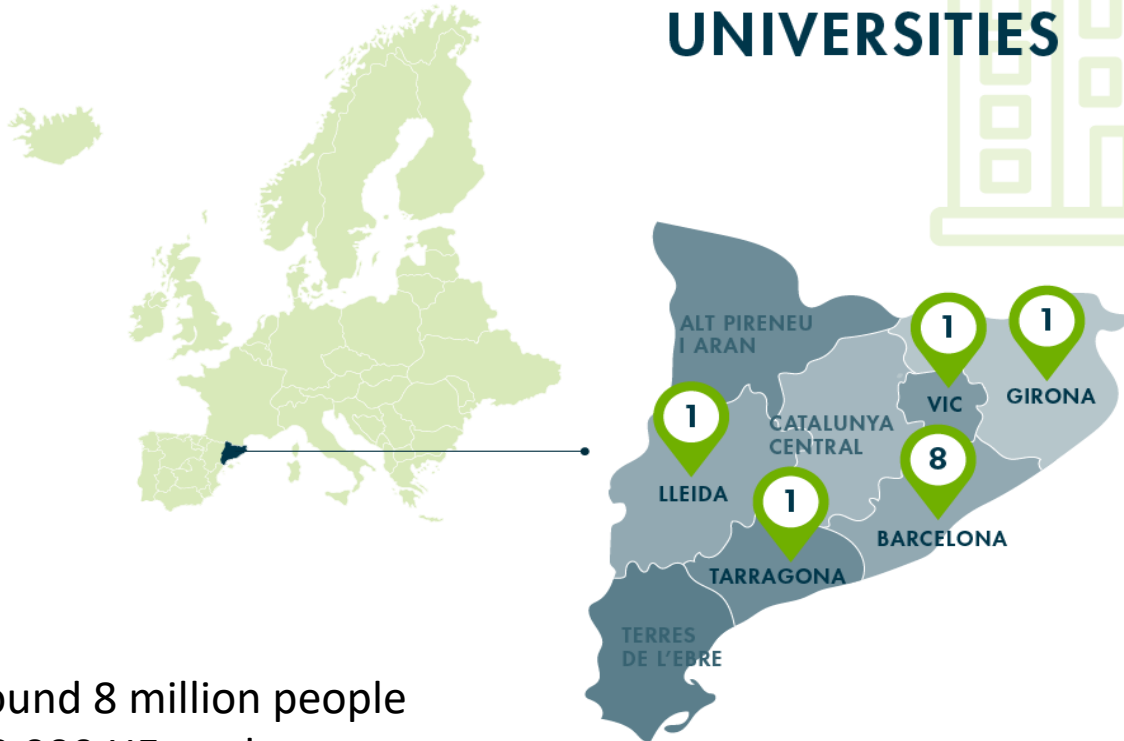 UNIVERSITIES
ALT PIRENEU
I ARAN
1
VIC
1
GIRONA
1
LLEIDA
CATALUNYA
CENTRAL
8
BARCELONA
1
TARRAGONA
TERRES
DE L'EBRE
8 million people